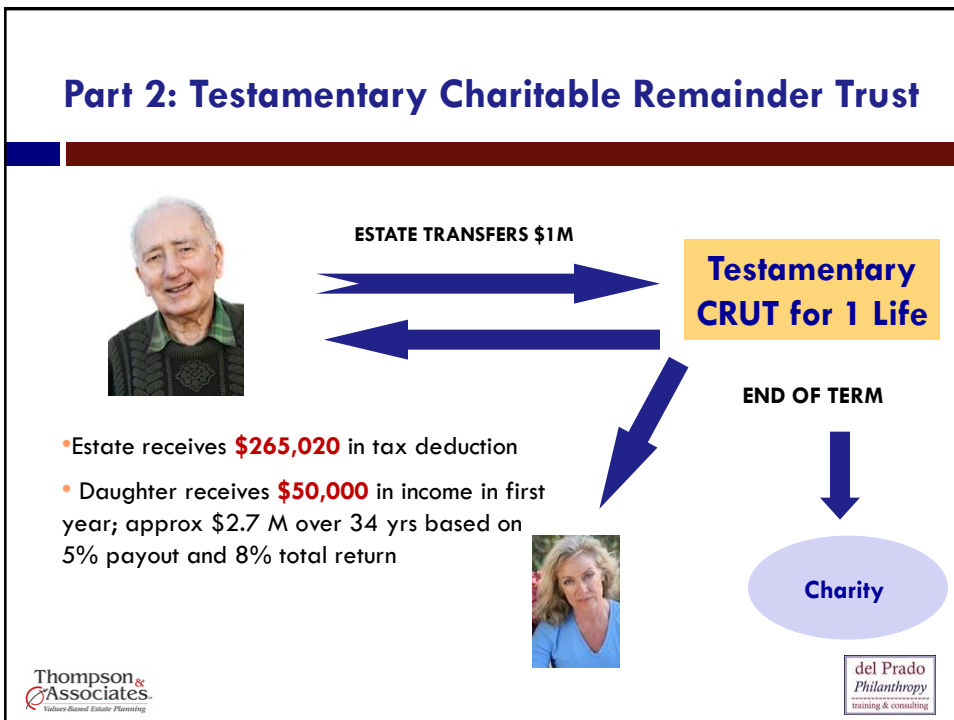 Part 2: Testamentary Charitable Remainder Trust
ESTATE TRANSFERS $1M
Testamentary
CRUT for 1 Life
END OF TERM
•Estate receives $265,020 in tax deduction
• Daughter receives $50,000 in income in first
year; approx $2.7 M over 34 yrs based on
5% payout and 8% total return
Charity
Thompson &
Associates
Values-Based Estate Planning
del Prado
Philanthropy
training & consulting